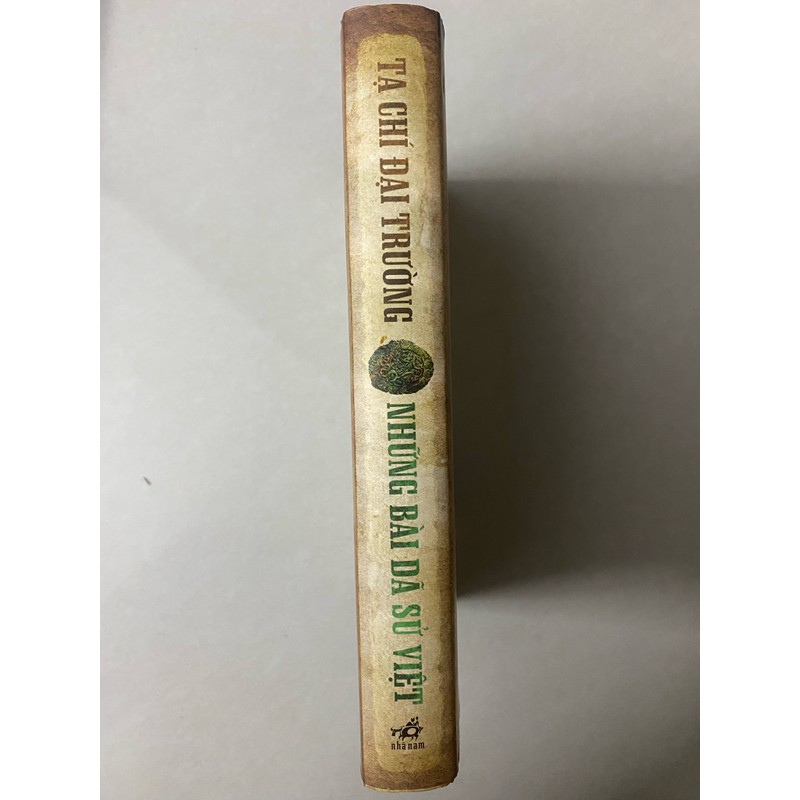 TẠ CHÍ ĐẠI TRƯỜNG
NHỮNG BÀI DÃ SỬ VIỆT
nhã nam